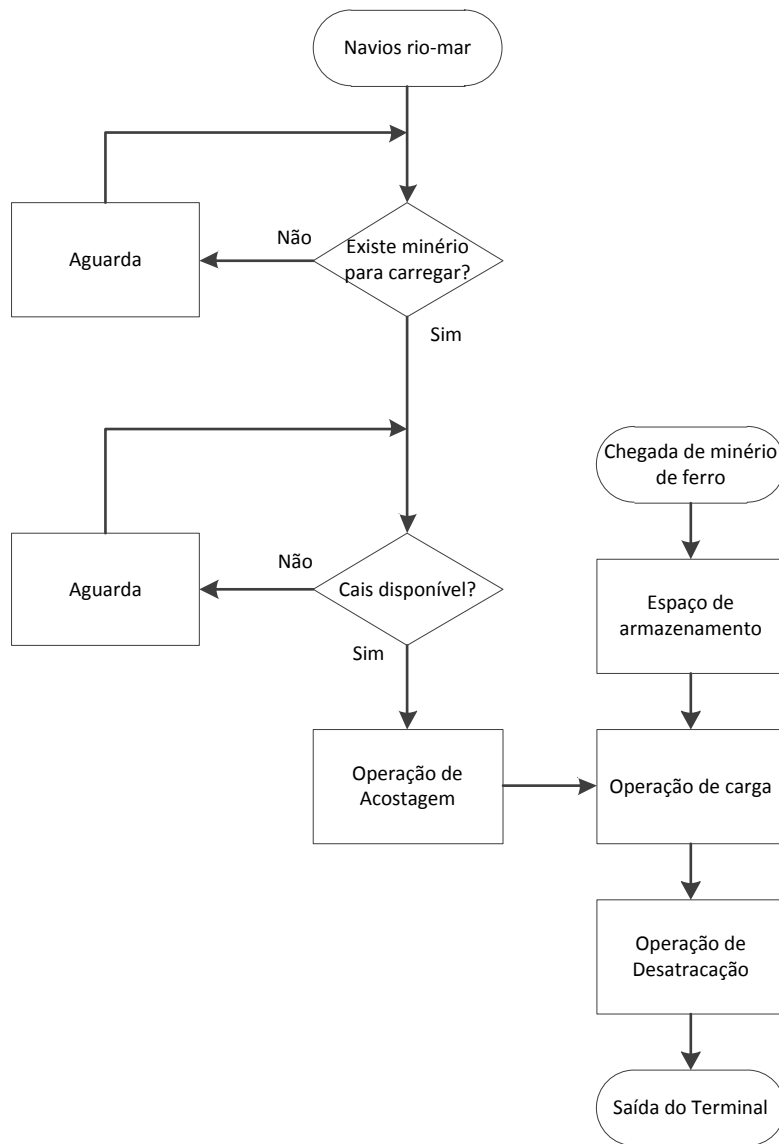 Navios rio-mar
Não
Existe minério
para carregar?
Aguarda
Sim
Chegada de minério
de ferro
Não
Cais disponível?
Aguarda
Sim
Espaço de
armazenamento
Operação de
Acostagem
Operação de carga
Operação de
Desatracação
Saída do Terminal